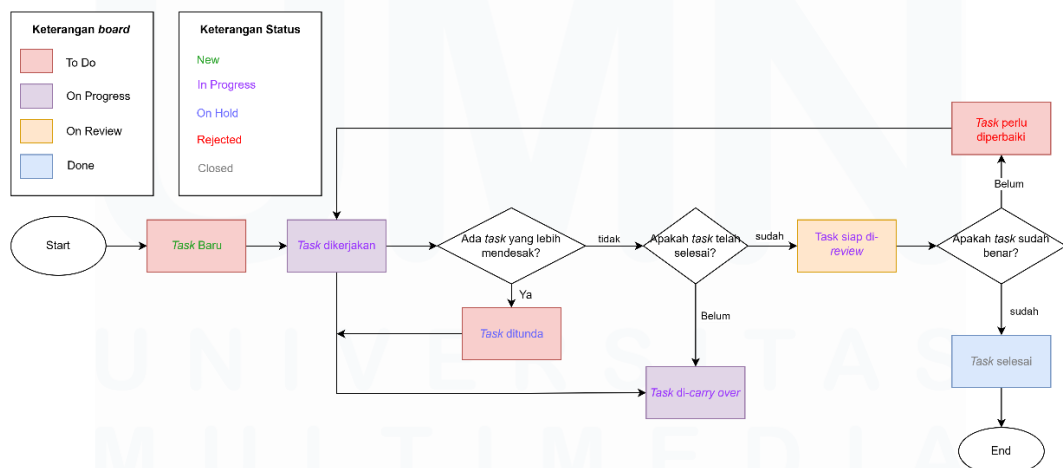 UMN
Keterangan board
To Do
On Progress
On Review
Done
Keterangan Status
New
In Progress
On Hold
Rejected
Closed
Start
Task Baru
Task dikerjakan
Ada task yang lebih
mendesak?
tidak
Ya
Task ditunda
Apakah task telah
selesai?
sudah
Belum
Task di-carry over
Task siap di-
review
Apakah task sudah
benar?
Belum
Task perlu
diperbaiki
sudah
Task selesai
End
UNIVERSITAS
MULTIMEDIA